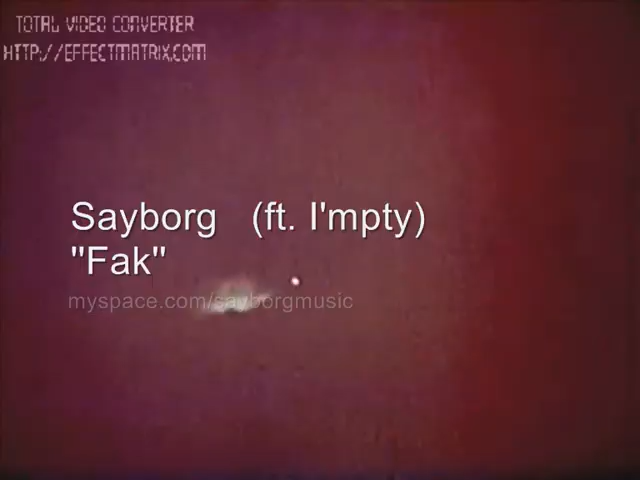 TOTAL VIDEO CONVERTER
HTTP://EFFECTMATRIX.COM
Sayborg (ft. I'mpty)
"Fak"
myspace.com/sayborgmusic